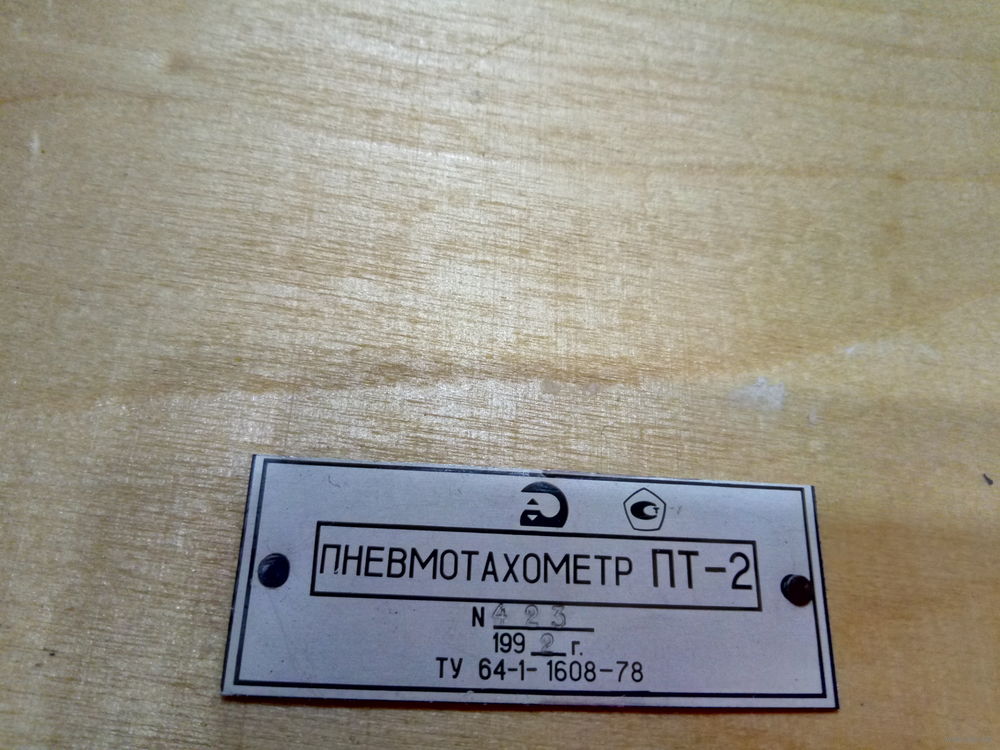 ПНЕВМОТАХОМЕТР ПТ-2
N 423
1992 г.
ТУ 64-1-1608-78